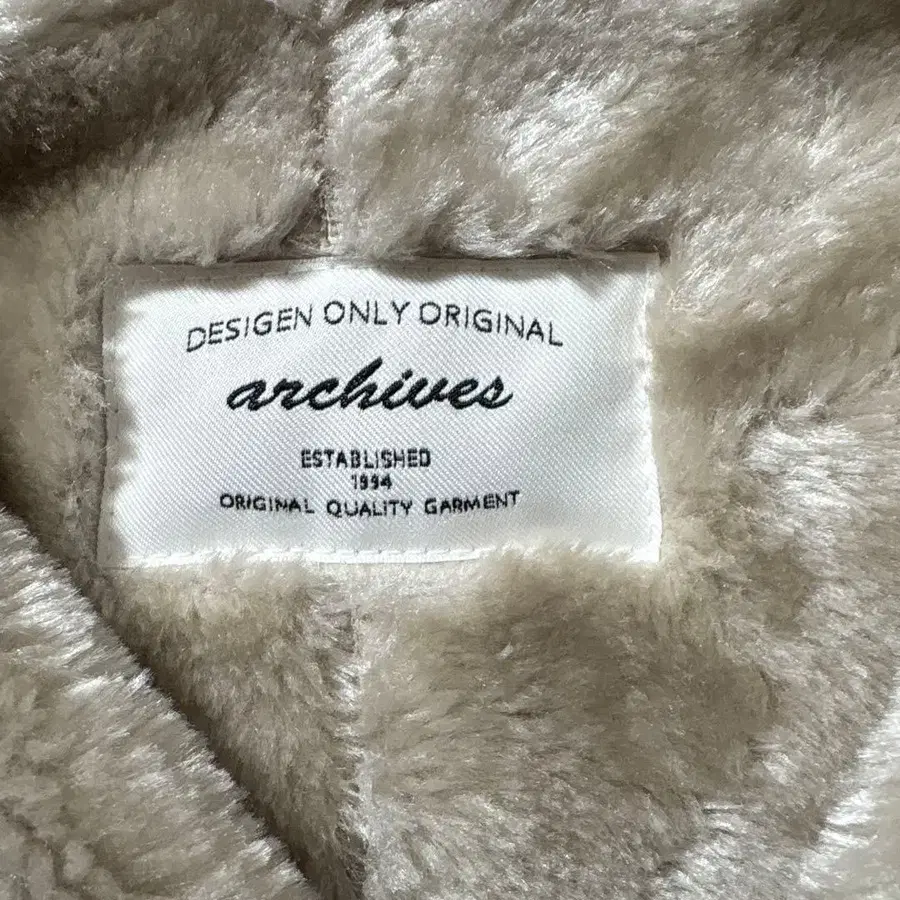 DESIGEN ONLY ORIGINAL
archives
ESTABLISHED
1994
ORIGINAL QUALITY GARMENT